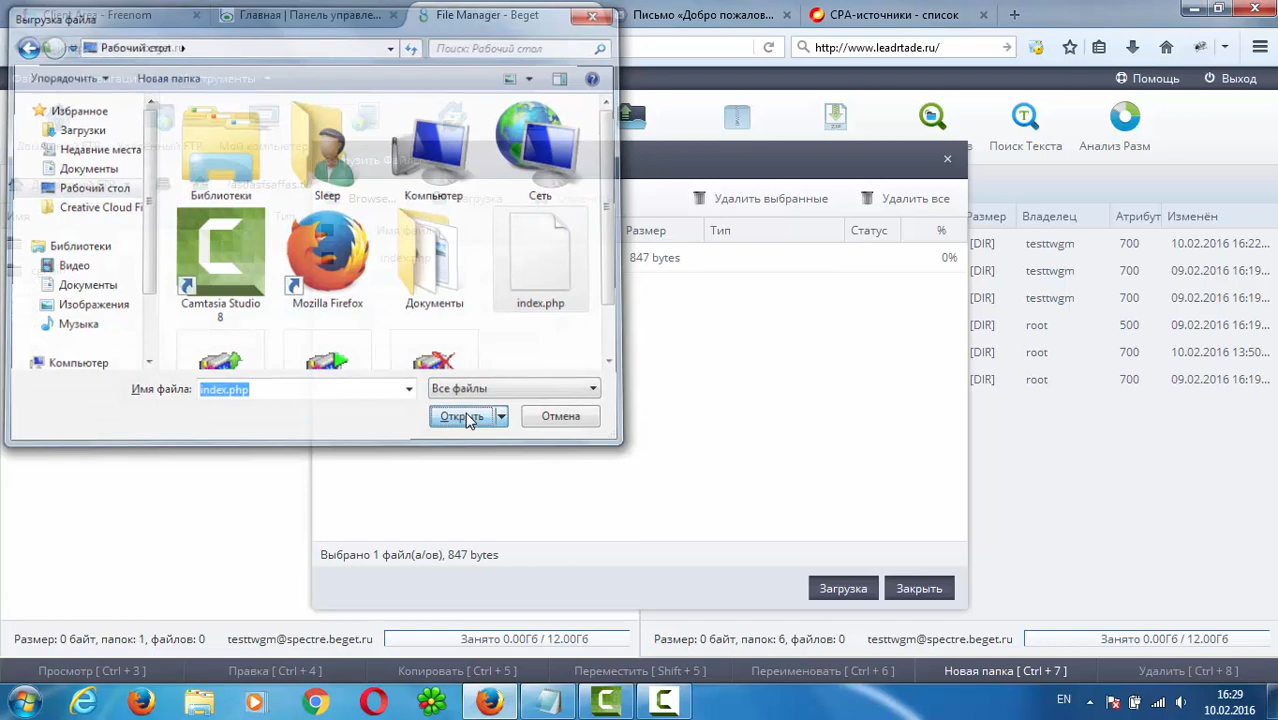 Client Area - Freenom
Главная | Панель управле...
File Manager - Beget
Письмо «Добро пожалов...
CPA-источники - список
Выгрузка файла
Рабочий стол
Поиск: Рабочий стол
http://www.leadrtade.ru/
Упорядочить
Новая папка
Помощь
Выход
Избранное
Загрузки
Недавние места
Документы
Рабочий стол
Creative Cloud Fi
Библиотеки
Видео
Документы
Изображения
Музыка
Компьютер
Библиотеки
Sleep
Компьютер
Сеть
Camtasia Studio 8
Mozilla Firefox
Документы
index.php
Имя файла:
index.php
Все файлы
Открыть
Отмена
Поиск Текста
Анализ Разм
Browse...
Удалить выбранные
Удалить все
Размер
Тип
Статус
%
847 bytes
0%
Выбрано 1 файл(а/ов), 847 bytes
Загрузка
Закрыть
Размер
Владелец
Атрибут
Изменён
[DIR] testtwgm 700 10.02.2016 16:22...
[DIR] testtwgm 700 09.02.2016 16:19...
[DIR] testtwgm 700 09.02.2016 16:19...
[DIR] root 500 09.02.2016 16:19...
[DIR] root 700 10.02.2016 13:50...
[DIR] root 700 09.02.2016 16:19...
Размер: 0 байт, папок: 1, файлов: 0
testtwgm@spectre.beget.ru
Занято 0.00Гб / 12.00Гб
Размер: 0 байт, папок: 6, файлов: 0
testtwgm@spectre.beget.ru
Занято 0.00Гб / 12.00Гб
Просмотр [ Ctrl + 3 ]
Правка [ Ctrl + 4 ]
Копировать [ Ctrl + 5 ]
Переместить [ Shift + 5 ]
Переименовать [ Ctrl + 6 ]
Новая папка [ Ctrl + 7 ]
Удалить [ Ctrl + 8 ]
EN
16:29
10.02.2016